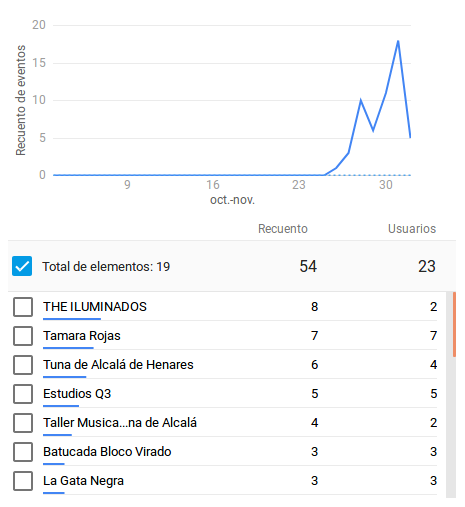 Recuento de eventos
20
15
10
5
0
9 16 23 30
oct.-nov.
Recuento Usuarios
Total de elementos: 19 54 23
THE ILUMINADOS 8 2
Tamara Rojas 7 7
Tuna de Alcalá de Henares 6 4
Estudios Q3 5 5
Taller Musica...na de Alcalá 4 2
Batucada Bloco Virado 3 3
La Gata Negra 3 3